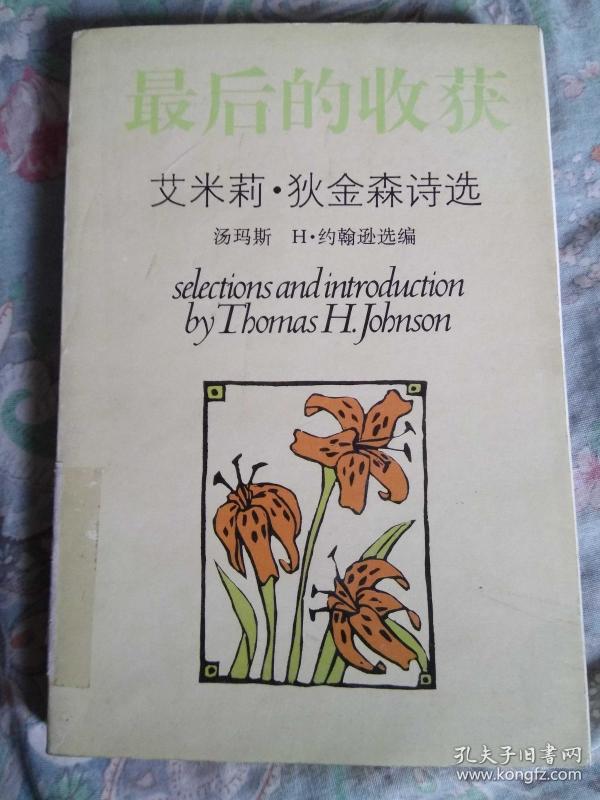 最后的收获
艾米莉·狄金森诗选
汤玛斯 H·约翰逊选编
selections and introduction
by Thomas H. Johnson
孔夫子旧书网
www.kongfz.com